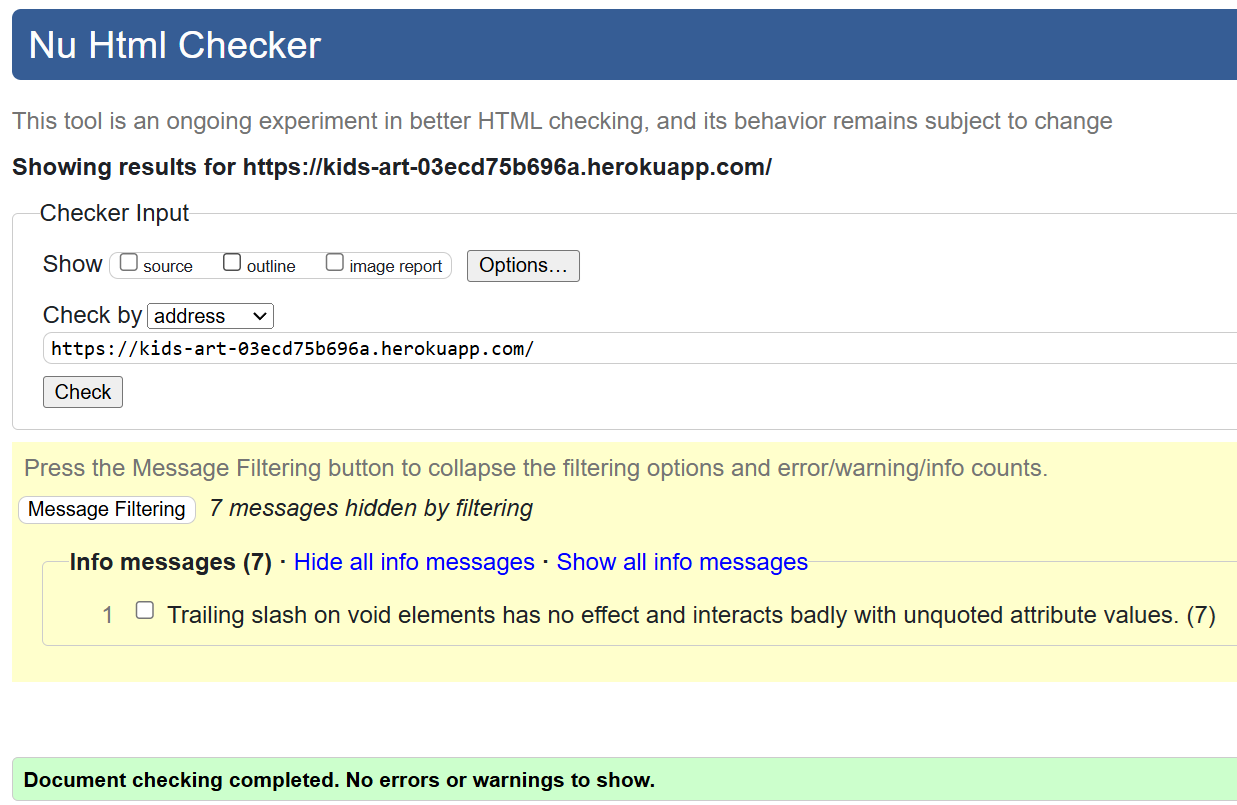 Nu Html Checker
This tool is an ongoing experiment in better HTML checking, and its behavior remains subject to change
Showing results for https://kids-art-03ecd75b696a.herokuapp.com/
Checker Input
Show source outline image report Options…
Check by address
https://kids-art-03ecd75b696a.herokuapp.com/
Check
Press the Message Filtering button to collapse the filtering options and error/warning/info counts.
Message Filtering 7 messages hidden by filtering
Info messages (7) · Hide all info messages · Show all info messages
1 Trailing slash on void elements has no effect and interacts badly with unquoted attribute values. (7)
Document checking completed. No errors or warnings to show.